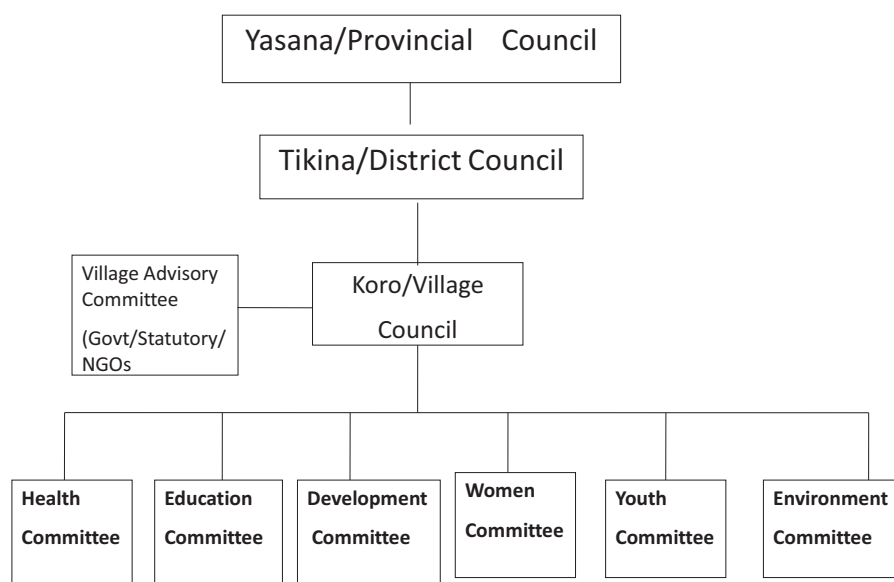 Yasana/Provincial Council
Tikina/District Council
Village Advisory
Committee
(Govt/Statutory/
NGOs
Koro/Village
Council
Health
Committee
Education
Committee
Development
Committee
Women
Committee
Youth
Committee
Environment
Committee